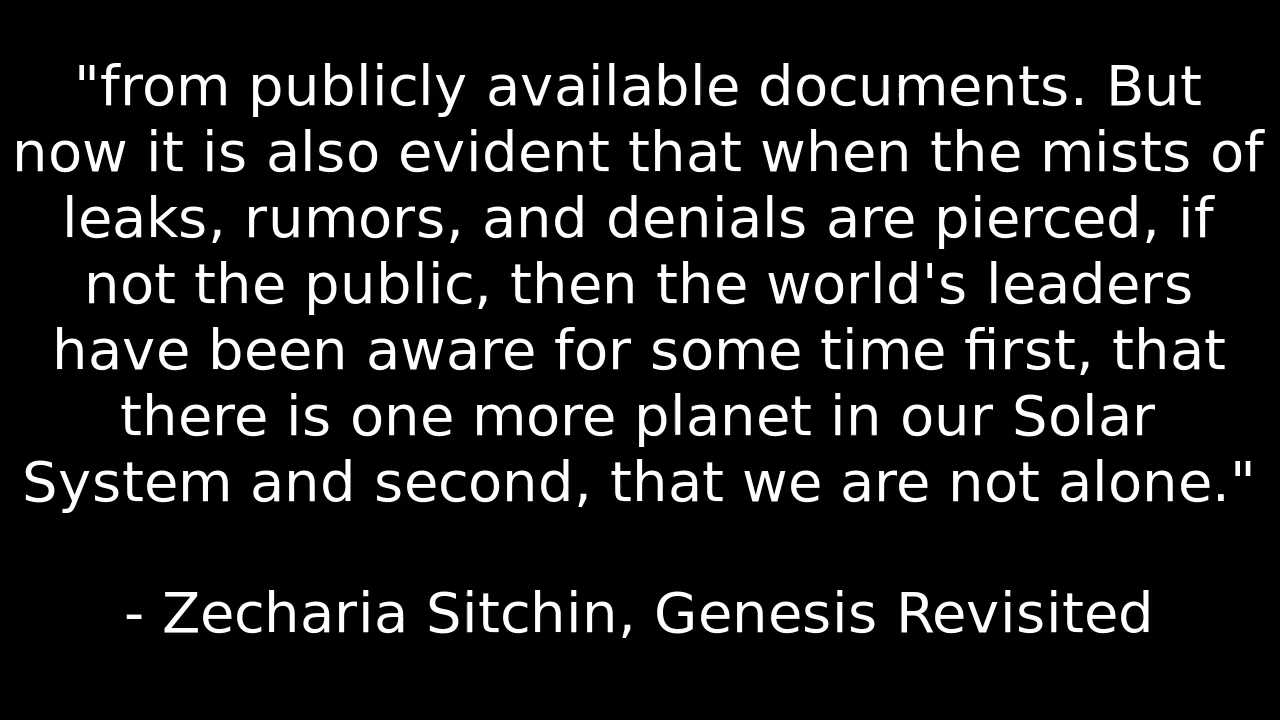 "from publicly available documents. But
now it is also evident that when the mists of
leaks, rumors, and denials are pierced, if
not the public, then the world's leaders
have been aware for some time first, that
there is one more planet in our Solar
System and second, that we are not alone."
- Zecharia Sitchin, Genesis Revisited